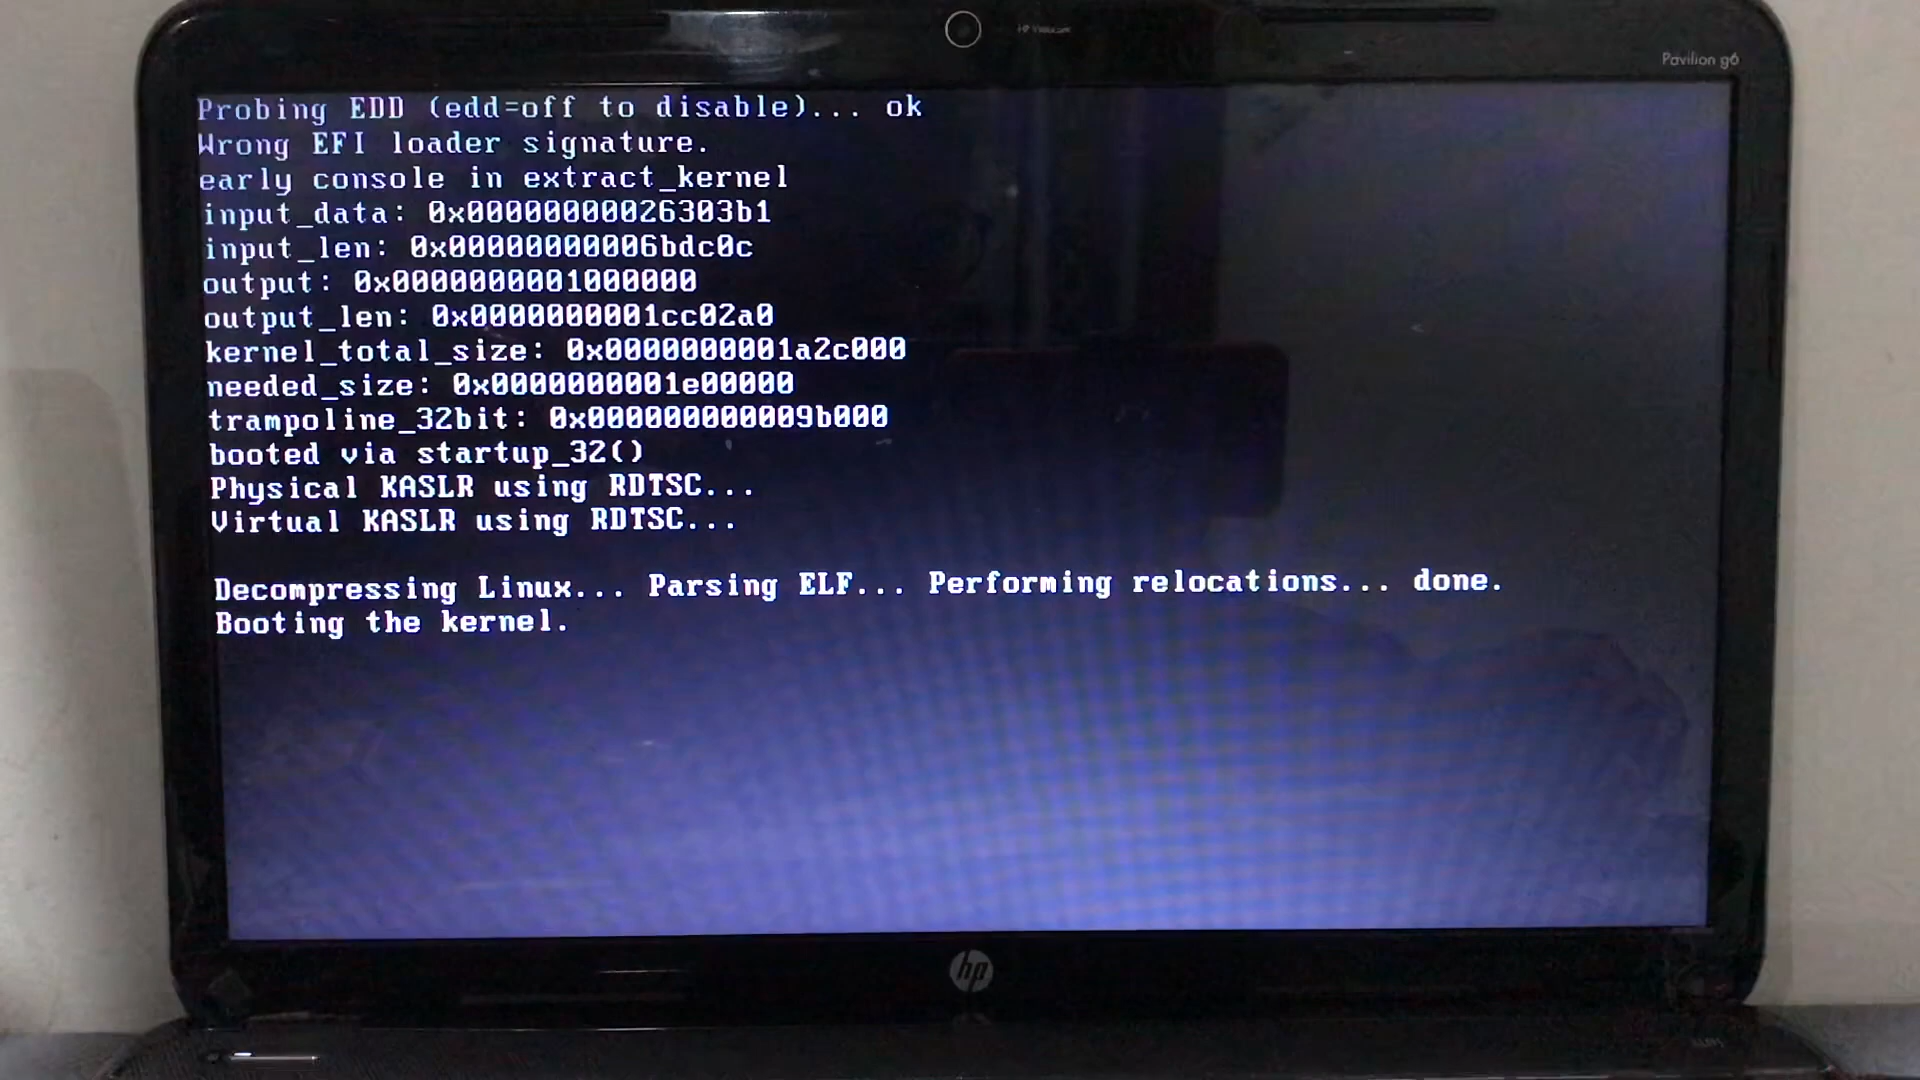 Pavilion g6
Probing EDD (edd=off to disable)... ok
Wrong EFI loader signature.
early console in extract_kernel
input_data: 0x00000000026303b1
input_len: 0x00000000006bdc0c
output: 0x0000000001000000
output_len: 0x0000000001cc02a0
kernel_total_size: 0x0000000001a2c000
needed_size: 0x0000000001e00000
trampoline_32bit: 0x000000000009b000
booted via startup_32()
Physical KASLR using RDTSC...
Virtual KASLR using RDTSC...
Decompressing Linux... Parsing ELF... Performing relocations... done.
Booting the kernel.
hp